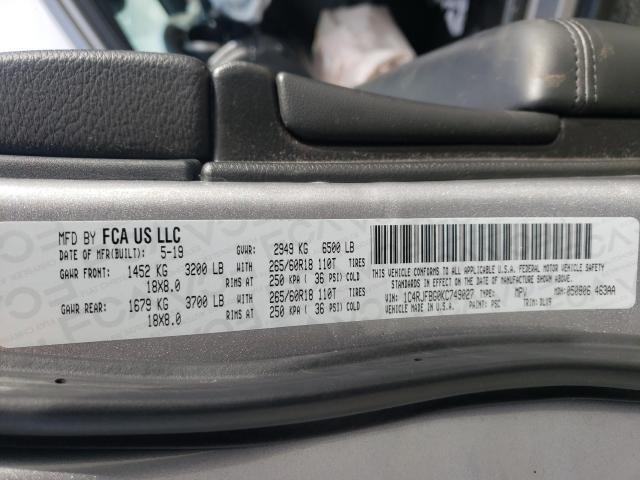 MFD BY FCA US LLC
DATE OF MFR(BUILT): 5-19 GVWR: 2949 KG 6500 LB
GAWR FRONT: 1452 KG 3200 LB WITH 265/60R18 110T TIRES
18X8.0 RIMS AT 250 KPA ( 36 PSI) COLD
GAWR REAR: 1679 KG 3700 LB WITH 265/60R18 110T TIRES
18X8.0 RIMS AT 250 KPA ( 36 PSI) COLD
THIS VEHICLE CONFORMS TO ALL APPLICABLE U.S.A. FEDERAL MOTOR VEHICLE SAFETY
STANDARDS IN EFFECT ON THE DATE OF MANUFACTURE SHOWN ABOVE.
VIN: 1C4RJFBG0KC749027 TYPE: MPV MDH: 050906 463AA
VEHICLE MADE IN U.S.A. PAINT: PSC TRIM: